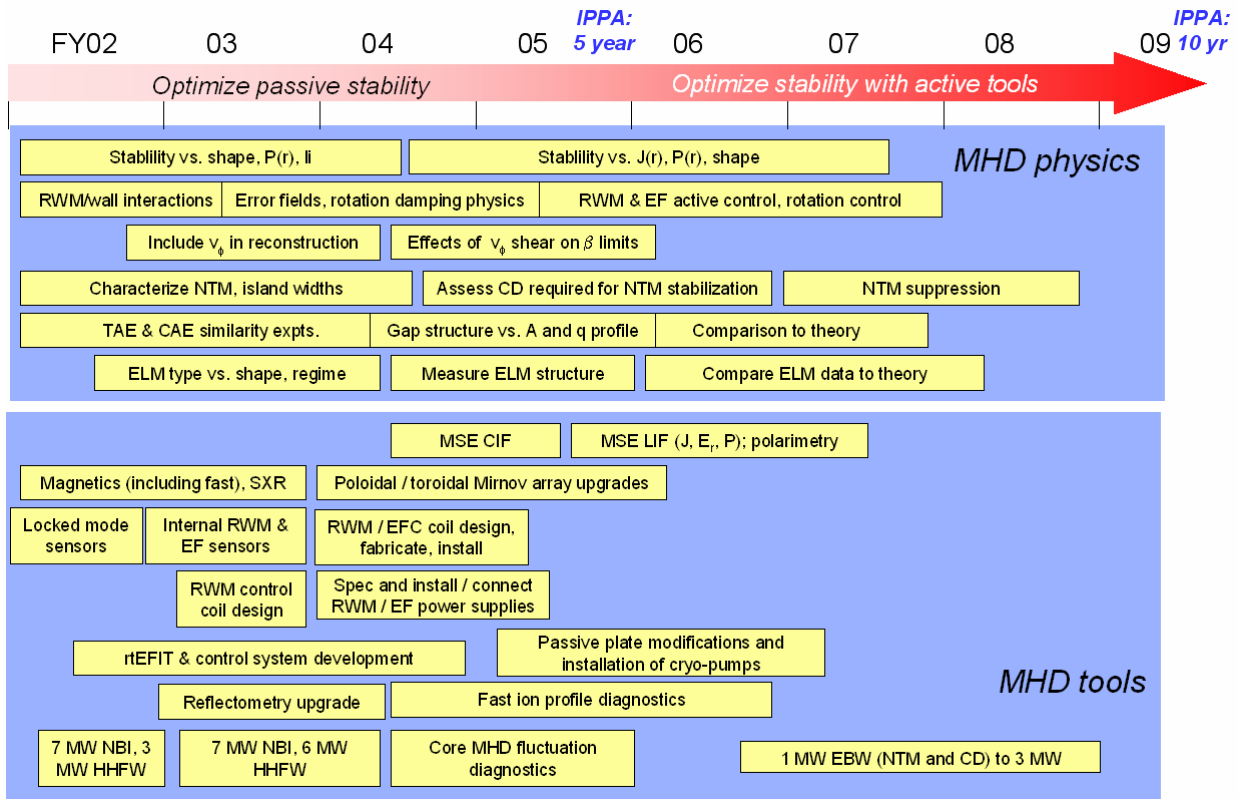 IPPA:
5 year
IPPA:
10 yr
FY02 03 04 05 06 07 08 09
Optimize passive stability
Optimize stability with active tools
MHD physics
Stablility vs. shape, P(r), li
Stablility vs. J(r), P(r), shape
RWM/wall interactions
Error fields, rotation damping physics
RWM & EF active control, rotation control
Include vϕ in reconstruction
Effects of vϕ shear on β limits
Characterize NTM, island widths
Assess CD required for NTM stabilization
NTM suppression
TAE & CAE similarity expts.
Gap structure vs. A and q profile
Comparison to theory
ELM type vs. shape, regime
Measure ELM structure
Compare ELM data to theory
MSE CIF
MSE LIF (J, Er, P); polarimetry
Magnetics (including fast), SXR
Poloidal / toroidal Mirnov array upgrades
Locked mode
sensors
Internal RWM &
EF sensors
RWM / EFC coil design,
fabricate, install
RWM control
coil design
Spec and install / connect
RWM / EF power supplies
rtEFIT & control system development
Passive plate modifications and
installation of cryo-pumps
MHD tools
Reflectometry upgrade
Fast ion profile diagnostics
7 MW NBI, 3
MW HHFW
7 MW NBI, 6 MW
HHFW
Core MHD fluctuation
diagnostics
1 MW EBW (NTM and CD) to 3 MW